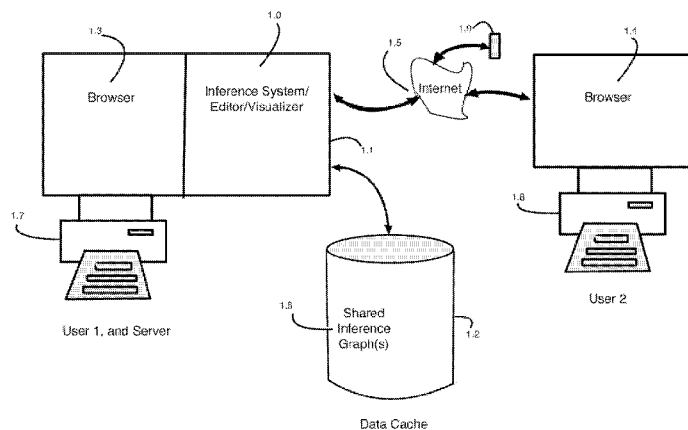 1.3
1.0
1.9
1.4
1.5
Browser
Inference System/
Editor/Visualizer
Internet
Browser
1.1
1.7
1.8
User 1, and Server
User 2
1.6
Shared
Inference
Graph(s)
1.2
Data Cache